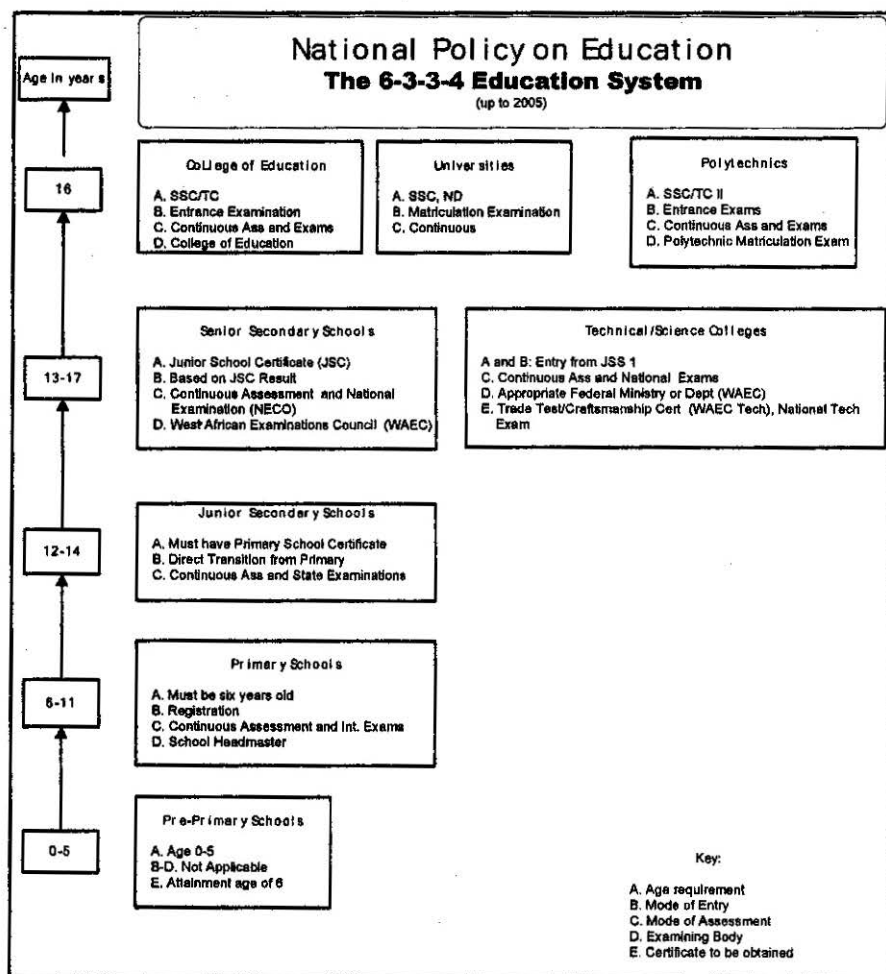 National Policy on Education
The 6-3-3-4 Education System
(up to 2005)
Age in years
16
College of Education
A. SSC/TC
B. Entrance Examination
C. Continuous Ass and Exams
D. College of Education
Universities
A. SSC, ND
B. Matriculation Examination
C. Continuous
Polytechnics
A. SSC/TC II
B. Entrance Exams
C. Continuous Ass and Exams
D. Polytechnic Matriculation Exam
13-17
Senior Secondary Schools
A. Junior School Certificate (JSC)
B. Based on JSC Result
C. Continuous Assessment and National
Examination (NECO)
D. West African Examinations Council (WAEC)
Technical/Science Colleges
A and B: Entry from JSS 1
C. Continuous Ass and National Exams
D. Appropriate Federal Ministry or Dept (WAEC)
E. Trade Test/Craftsmanship Cert (WAEC Tech), National Tech
Exam
12-14
Junior Secondary Schools
A. Must have Primary School Certificate
B. Direct Transition from Primary
C. Continuous Ass and State Examinations
6-11
Primary Schools
A. Must be six years old
B. Registration
C. Continuous Assessment and Int. Exams
D. School Headmaster
0-5
Pre-Primary Schools
A. Age 0-5
B-D. Not Applicable
E. Attainment age of 6
Key:
A. Age requirement
B. Mode of Entry
C. Mode of Assessment
D. Examining Body
E. Certificate to be obtained